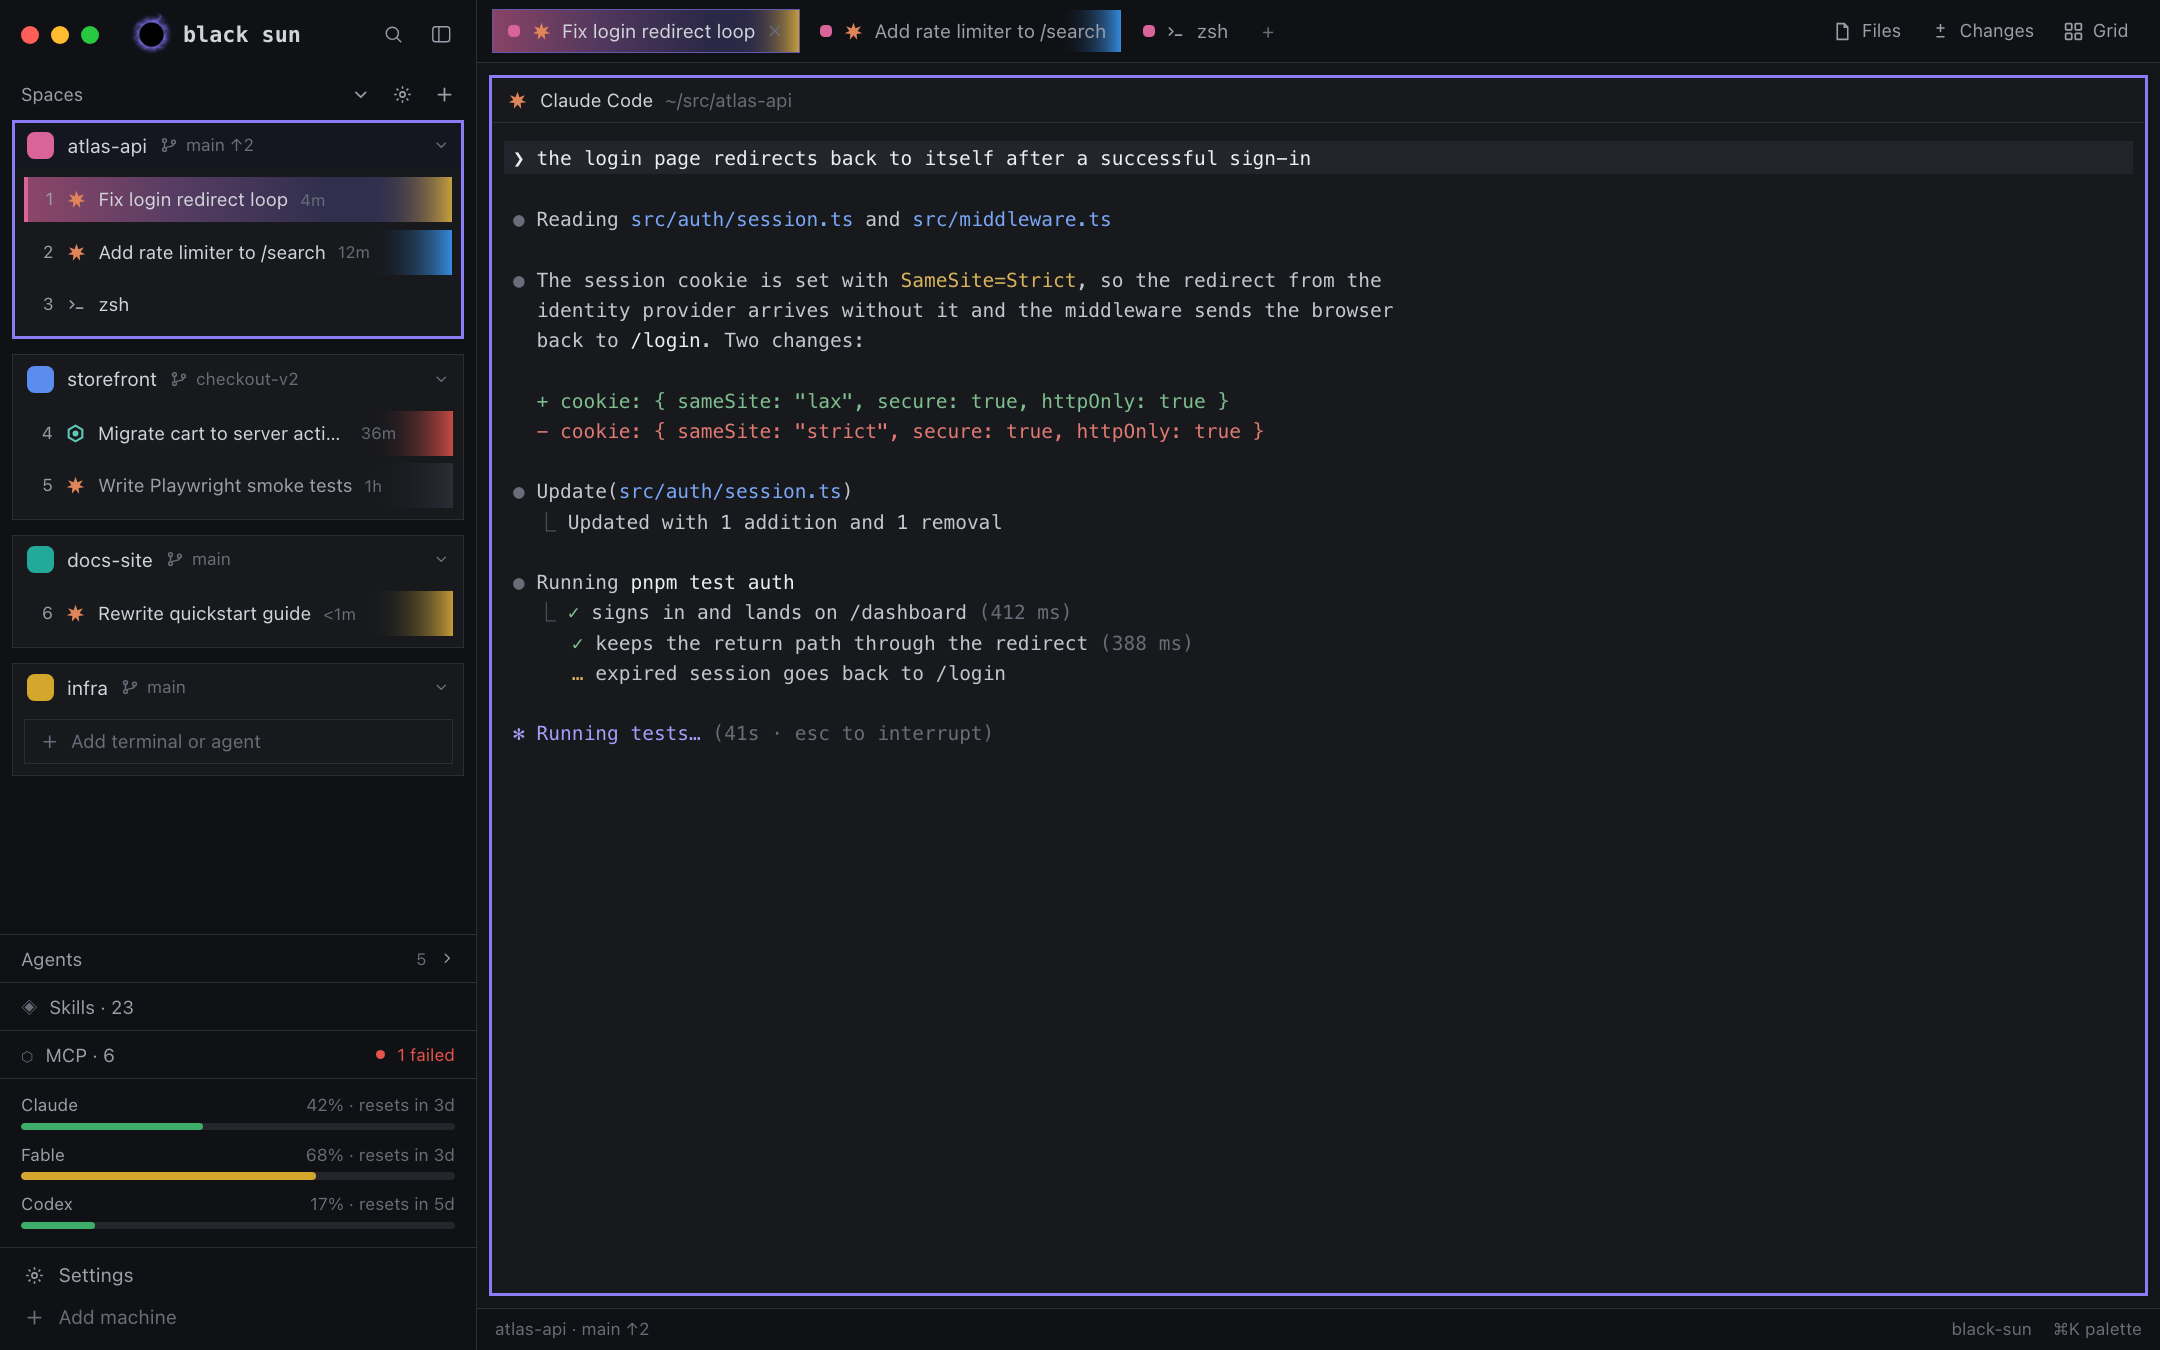 black sun
Spaces
atlas-api main ↑2
1 Fix login redirect loop 4m
2 Add rate limiter to /search 12m
3 zsh
storefront checkout-v2
4 Migrate cart to server acti... 36m
5 Write Playwright smoke tests 1h
docs-site main
6 Rewrite quickstart guide <1m
infra main
+ Add terminal or agent
Agents 5
Skills · 23
MCP · 6 1 failed
Claude 42% · resets in 3d
Fable 68% · resets in 3d
Codex 17% · resets in 5d
Settings
+ Add machine
Fix login redirect loop × Add rate limiter to /search zsh + Files Changes Grid
Claude Code ~/src/atlas-api
❯ the login page redirects back to itself after a successful sign-in
● Reading src/auth/session.ts and src/middleware.ts
● The session cookie is set with SameSite=Strict, so the redirect from the
identity provider arrives without it and the middleware sends the browser
back to /login. Two changes:
+ cookie: { sameSite: "lax", secure: true, httpOnly: true }
- cookie: { sameSite: "strict", secure: true, httpOnly: true }
● Update(src/auth/session.ts)
⎿ Updated with 1 addition and 1 removal
● Running pnpm test auth
⎿ ✓ signs in and lands on /dashboard (412 ms)
✓ keeps the return path through the redirect (388 ms)
… expired session goes back to /login
✻ Running tests… (41s · esc to interrupt)
atlas-api · main ↑2 black-sun ⌘K palette